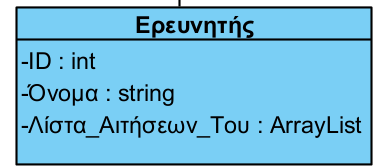 Ερευνητής
-ID : int
-Όνομα : string
-Λίστα_Αιτήσεων_Του : ArrayList